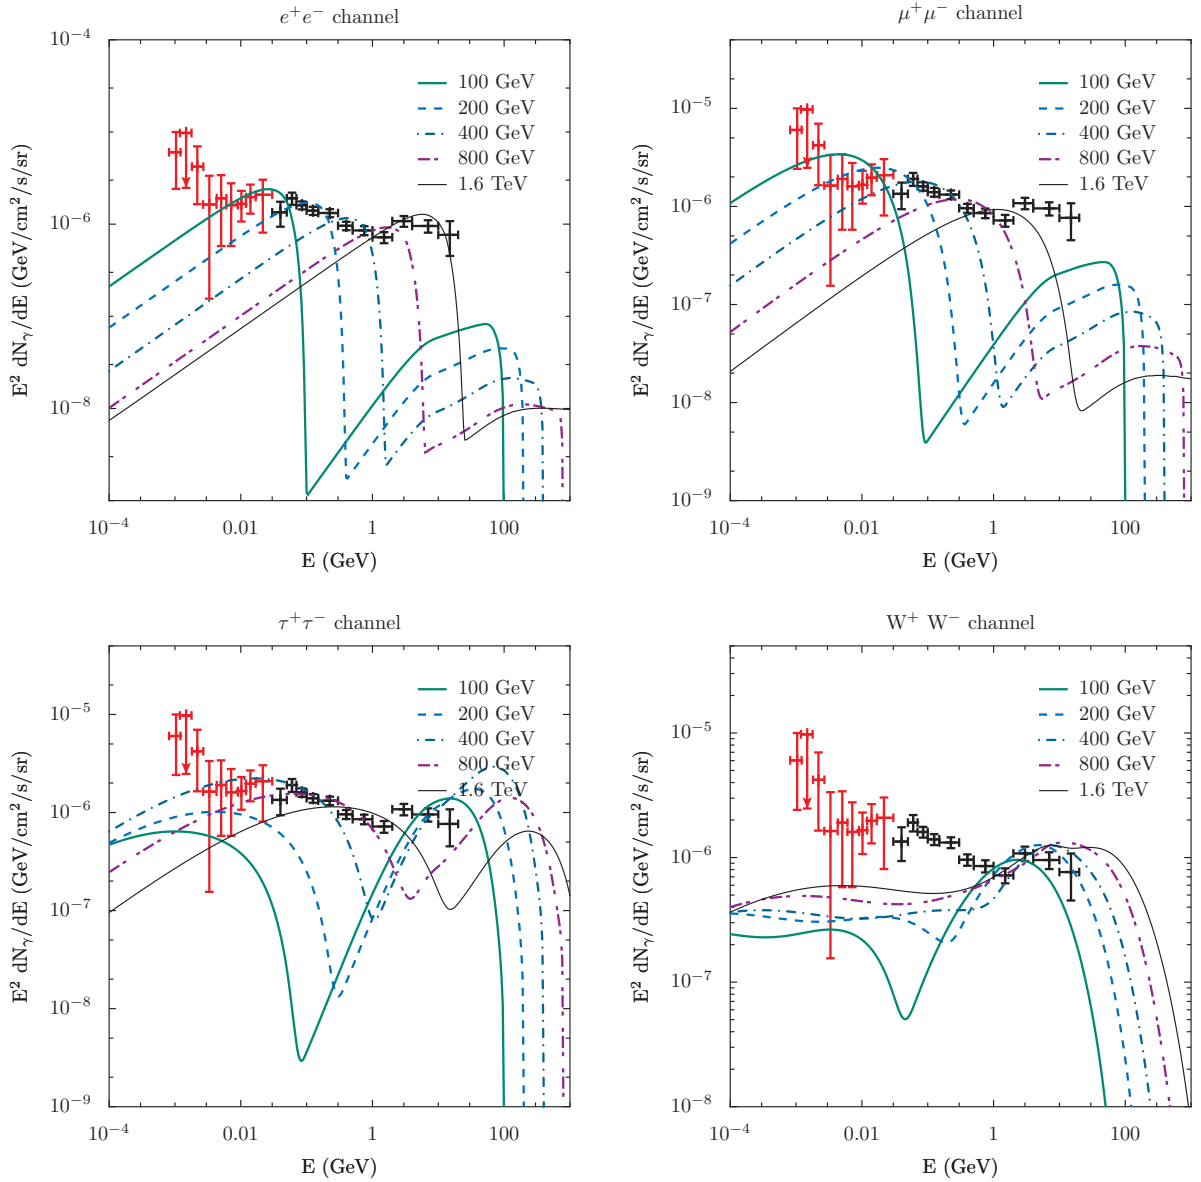 e⁺e⁻ channel
10⁻⁴
10⁻⁶
10⁻⁸
E² dNγ/dE (GeV/cm²/s/sr)
100 GeV
200 GeV
400 GeV
800 GeV
1.6 TeV
10⁻⁴ 0.01 1 100
E (GeV)
μ⁺μ⁻ channel
10⁻⁵
10⁻⁶
10⁻⁷
10⁻⁸
10⁻⁹
E² dNγ/dE (GeV/cm²/s/sr)
100 GeV
200 GeV
400 GeV
800 GeV
1.6 TeV
10⁻⁴ 0.01 1 100
E (GeV)
τ⁺τ⁻ channel
10⁻⁵
10⁻⁶
10⁻⁷
10⁻⁸
10⁻⁹
E² dNγ/dE (GeV/cm²/s/sr)
100 GeV
200 GeV
400 GeV
800 GeV
1.6 TeV
10⁻⁴ 0.01 1 100
E (GeV)
W⁺ W⁻ channel
10⁻⁵
10⁻⁶
10⁻⁷
10⁻⁸
E² dNγ/dE (GeV/cm²/s/sr)
100 GeV
200 GeV
400 GeV
800 GeV
1.6 TeV
10⁻⁴ 0.01 1 100
E (GeV)